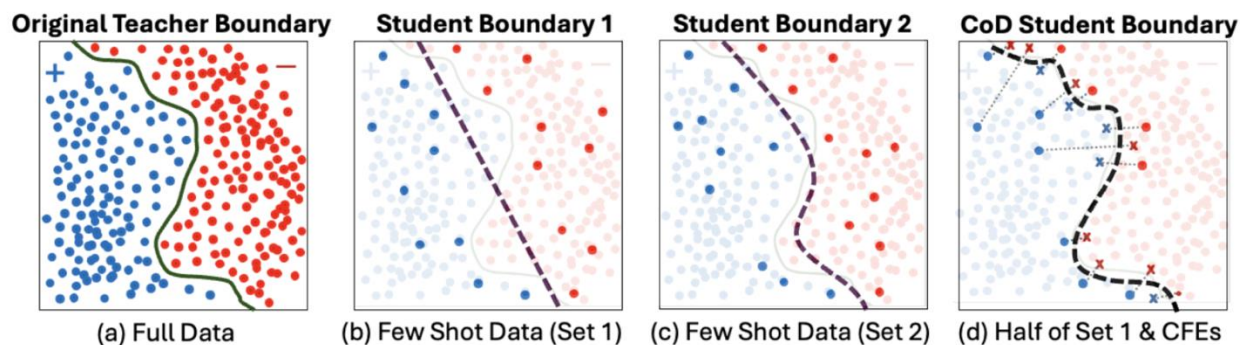 Original Teacher Boundary
Student Boundary 1
Student Boundary 2
CoD Student Boundary
(a) Full Data
(b) Few Shot Data (Set 1)
(c) Few Shot Data (Set 2)
(d) Half of Set 1 & CFEs